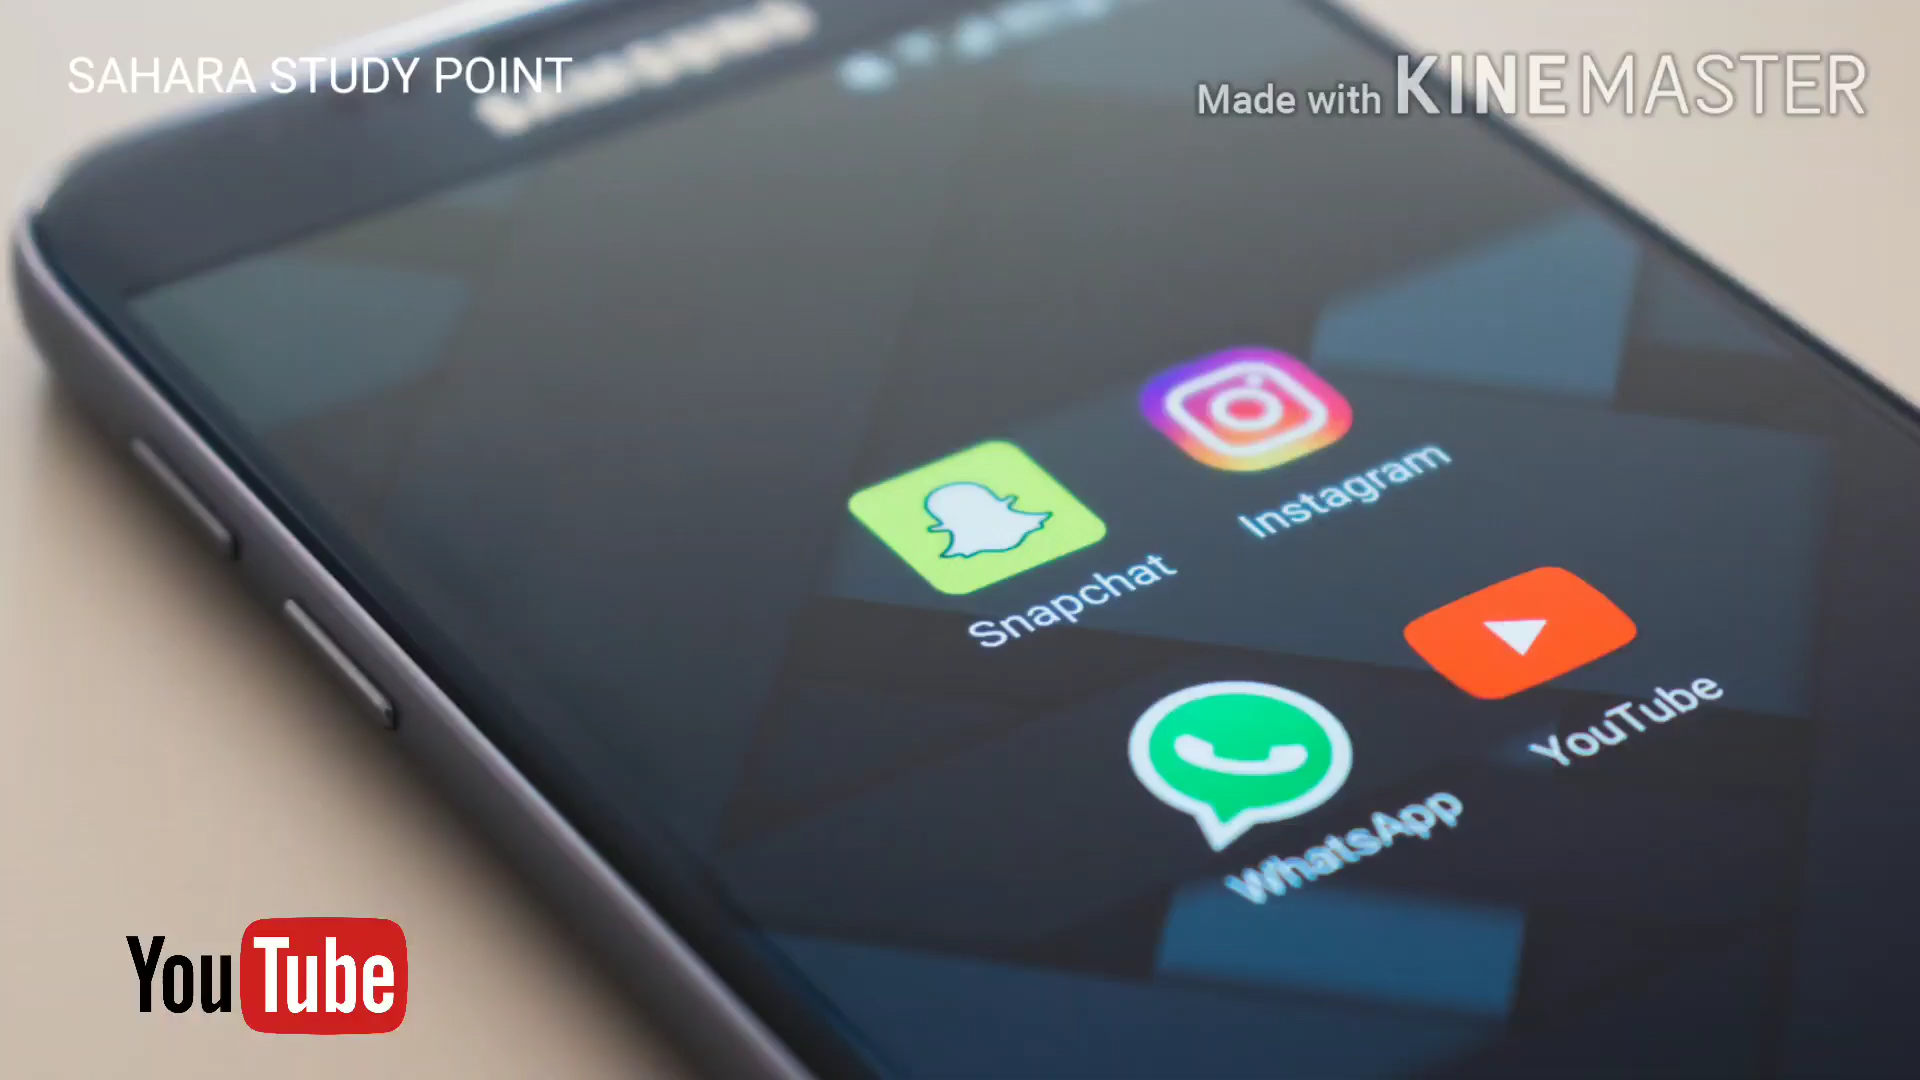 SAHARA STUDY POINT
Made with KINEMASTER
Instagram
Snapchat
YouTube
WhatsApp
YouTube